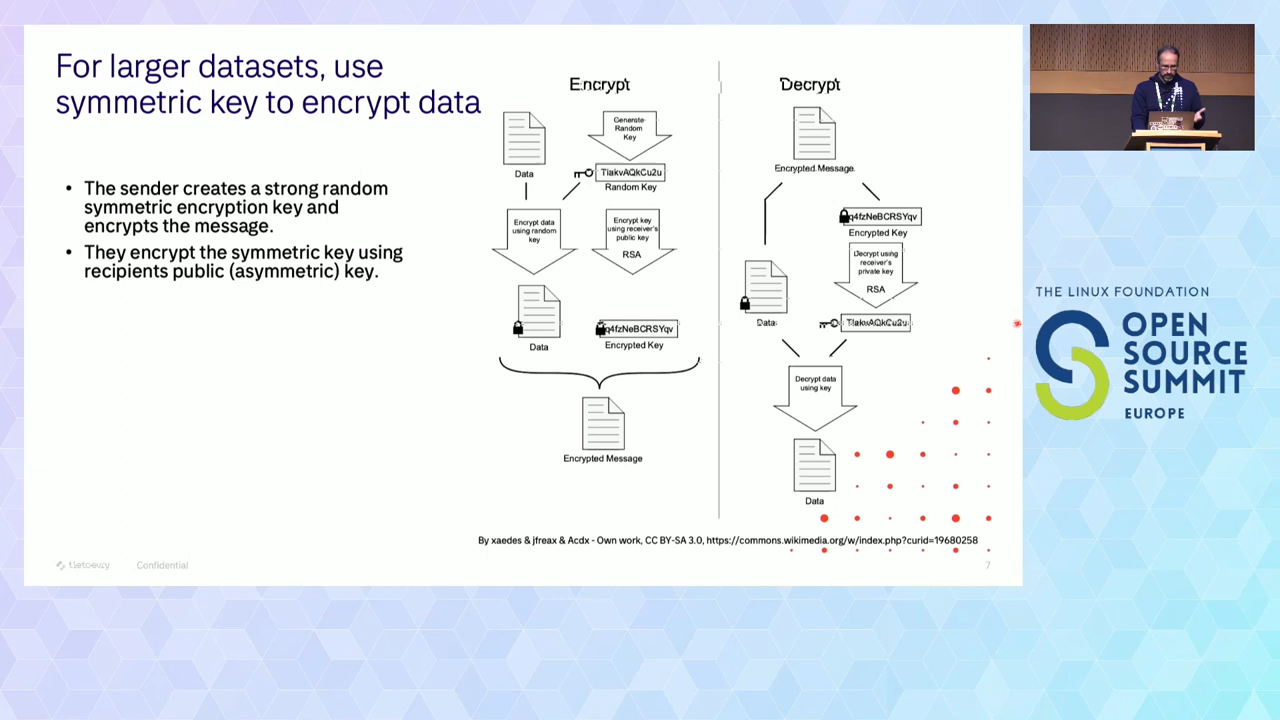 For larger datasets, use
symmetric key to encrypt data
• The sender creates a strong random
symmetric encryption key and
encrypts the message.
• They encrypt the symmetric key using
recipients public (asymmetric) key.
Encrypt
Data
Generate
Random
Key
TIakvAQkCu2u
Random Key
Encrypt data
using random
key
Encrypt key
using receiver's
public key
RSA
Data
q4fzNeBCRSYqv
Encrypted Key
Encrypted Message
Decrypt
Encrypted Message
q4fzNeBCRSYqv
Encrypted Key
Decrypt using
receiver's
private key
RSA
Data
TIakvAQkCu2u
Decrypt data
using key
Data
By xaedes & jfreax & Acdx - Own work, CC BY-SA 3.0, https://commons.wikimedia.org/w/index.php?curid=19680258
tietoevry
Confidential
7
THE LINUX FOUNDATION
OPEN
SOURCE
SUMMIT
EUROPE